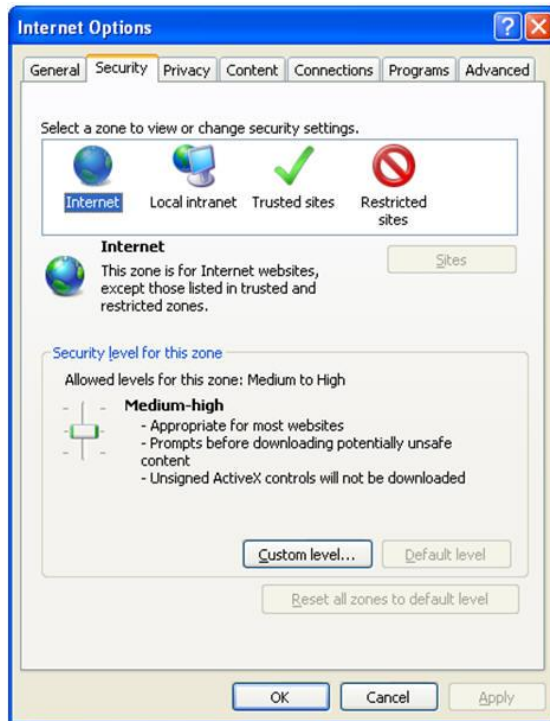 Internet Options
General Security Privacy Content Connections Programs Advanced
Select a zone to view or change security settings.
Internet Local intranet Trusted sites Restricted
sites
Internet
This zone is for Internet websites,
except those listed in trusted and
restricted zones.
Sites
Security level for this zone
Allowed levels for this zone: Medium to High
Medium-high
- Appropriate for most websites
- Prompts before downloading potentially unsafe
content
- Unsigned ActiveX controls will not be downloaded
Custom level... Default level
Reset all zones to default level
OK Cancel Apply